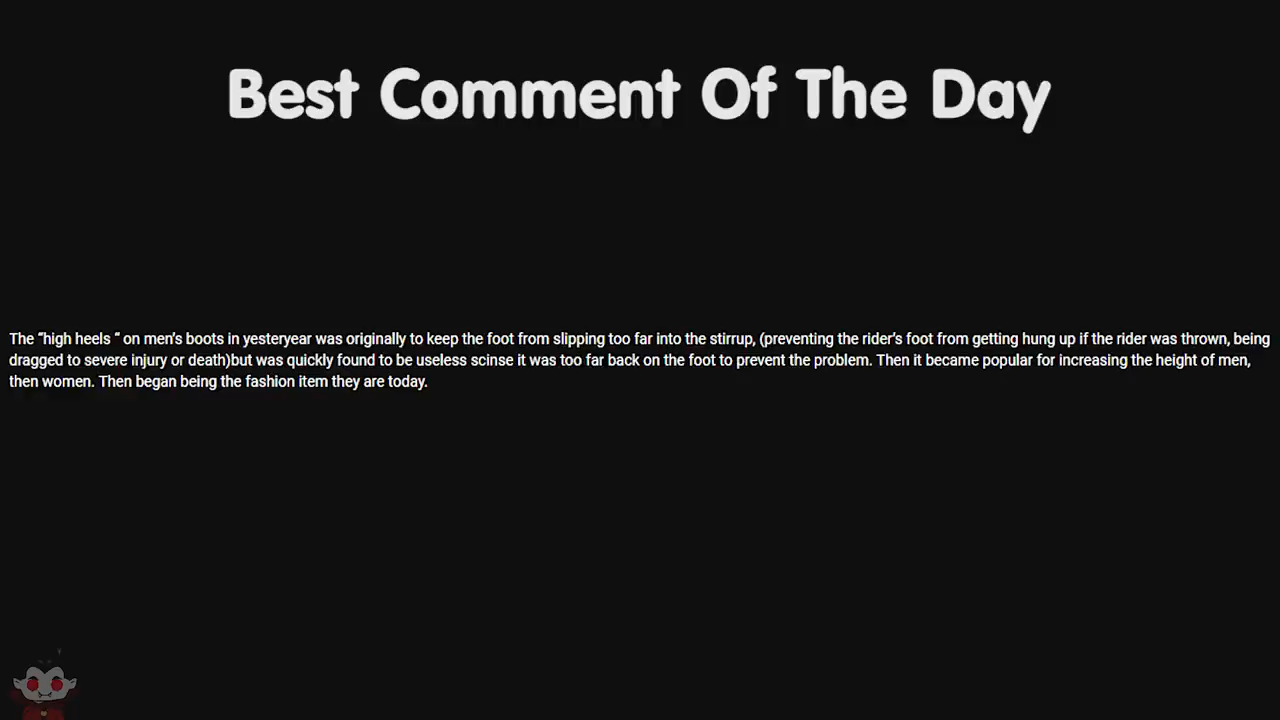 Best Comment Of The Day
The “high heels “ on men’s boots in yesteryear was originally to keep the foot from slipping too far into the stirrup, (preventing the rider’s foot from getting hung up if the rider was thrown, being
dragged to severe injury or death)but was quickly found to be useless scinse it was too far back on the foot to prevent the problem. Then it became popular for increasing the height of men,
then women. Then began being the fashion item they are today.